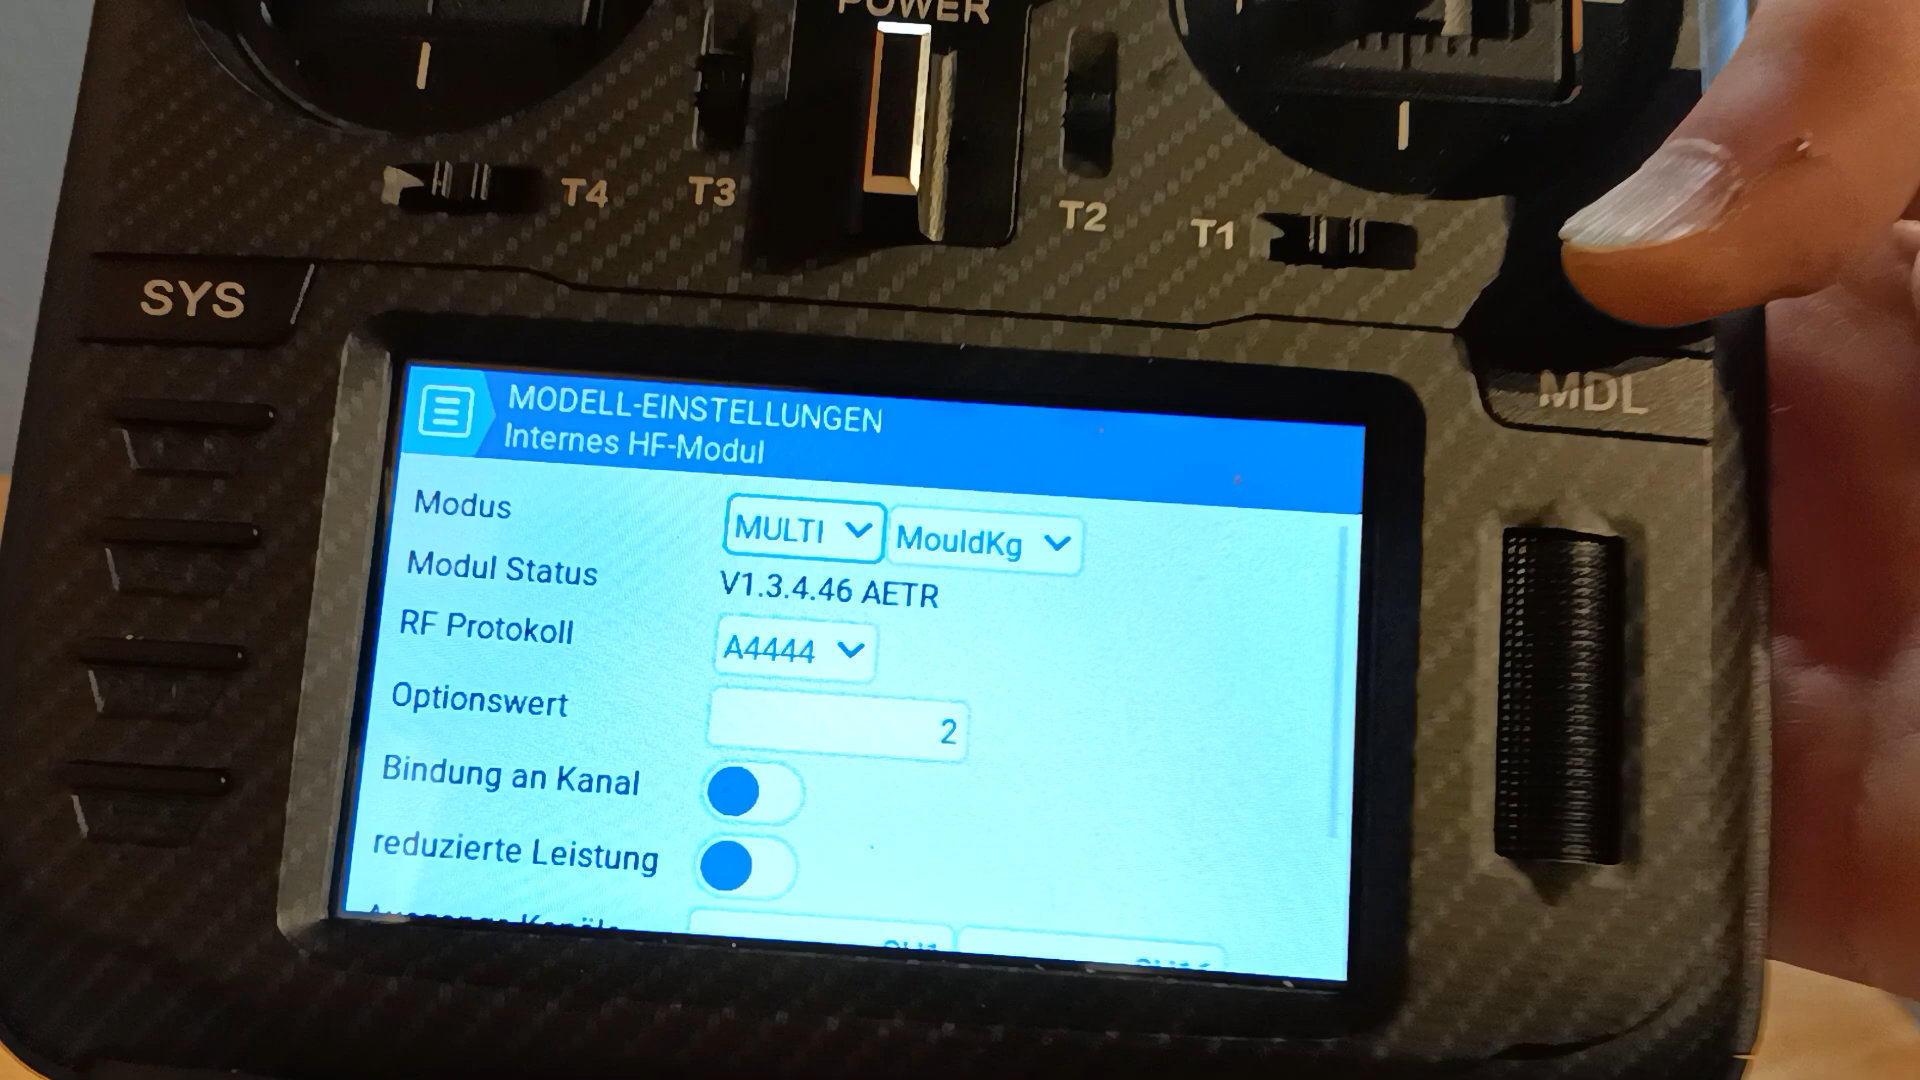 POWER
T4
T3
T2
T1
SYS
MDL
MODELL-EINSTELLUNGEN
Internes HF-Modul
Modus
MULTI
MouldKg
Modul Status
V1.3.4.46 AETR
RF Protokoll
A4444
Optionswert
2
Bindung an Kanal
reduzierte Leistung